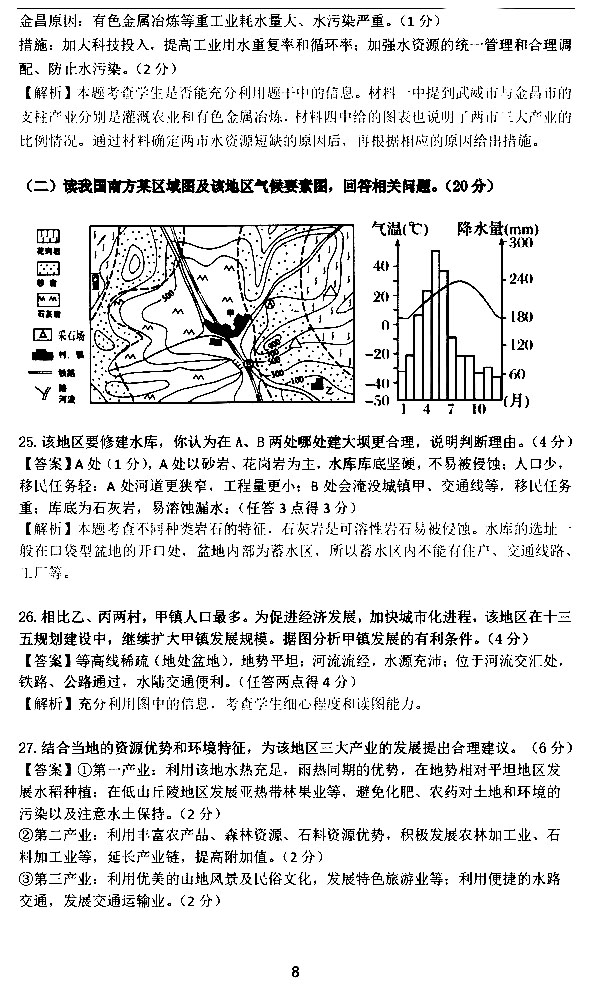 金昌原因：有色金属冶炼等重工业耗水量大、水污染严重。（1 分）
措施：加大科技投入，提高工业用水重复率和循环率；加强水资源的统一管理和合理调
配、防止水污染。（2 分）
【解析】本题考查学生是否能充分利用题干中的信息。材料一中提到武威市与金昌市的
支柱产业分别是灌溉农业和有色金属冶炼，材料四中给的图表也说明了两市三大产业的
比例情况。通过材料确定两市水资源短缺的原因后，再根据相应的原因给出措施。
（二）读我国南方某区域图及该地区气候要素图，回答相关问题。（20 分）
花岗岩
砂岩
石灰岩
采石场
村、镇
铁路
路
河流
500
甲
A
B
乙
300
100
气温(℃) 降水量(mm)
40
20
0
-20
-40
-50
300
240
180
120
60
1 4 7 10 (月)
25. 该地区要修建水库，你认为在 A、B 两处哪处建大坝更合理，说明判断理由。（4 分）
【答案】A 处（1 分），A 处以砂岩、花岗岩为主，水库库底坚硬，不易被侵蚀；人口少，
移民任务轻；A 处河道更狭窄，工程量更小；B 处会淹没城镇甲、交通线等，移民任务
重；库底为石灰岩，易溶蚀漏水；（任答 3 点得 3 分）
【解析】本题考查不同种类岩石的特征，石灰岩是可溶性岩石易被侵蚀。水库的选址一
般在口袋型盆地的开口处，盆地内部为蓄水区，所以蓄水区内不能有住户、交通线路、
工厂等。
26. 相比乙、丙两村，甲镇人口最多。为促进经济发展，加快城市化进程，该地区在十三
五规划建设中，继续扩大甲镇发展规模。据图分析甲镇发展的有利条件。（4 分）
【答案】等高线稀疏（地处盆地），地势平坦；河流流经，水源充沛；位于河流交汇处，
铁路、公路通过，水陆交通便利。（任答两点得 4 分）
【解析】充分利用图中的信息，考查学生细心程度和读图能力。
27. 结合当地的资源优势和环境特征，为该地区三大产业的发展提出合理建议。（6 分）
【答案】①第一产业：利用该地水热充足，雨热同期的优势，在地势相对平坦地区发
展水稻种植；在低山丘陵地区发展亚热带林果业等，避免化肥、农药对土地和环境的
污染以及注意水土保持。（2 分）
②第二产业：利用丰富农产品、森林资源、石料资源优势，积极发展农林加工业、石
料加工业等，延长产业链，提高附加值。（2 分）
③第三产业：利用优美的山地风景及民俗文化，发展特色旅游业等；利用便捷的水路
交通，发展交通运输业。（2 分）
8